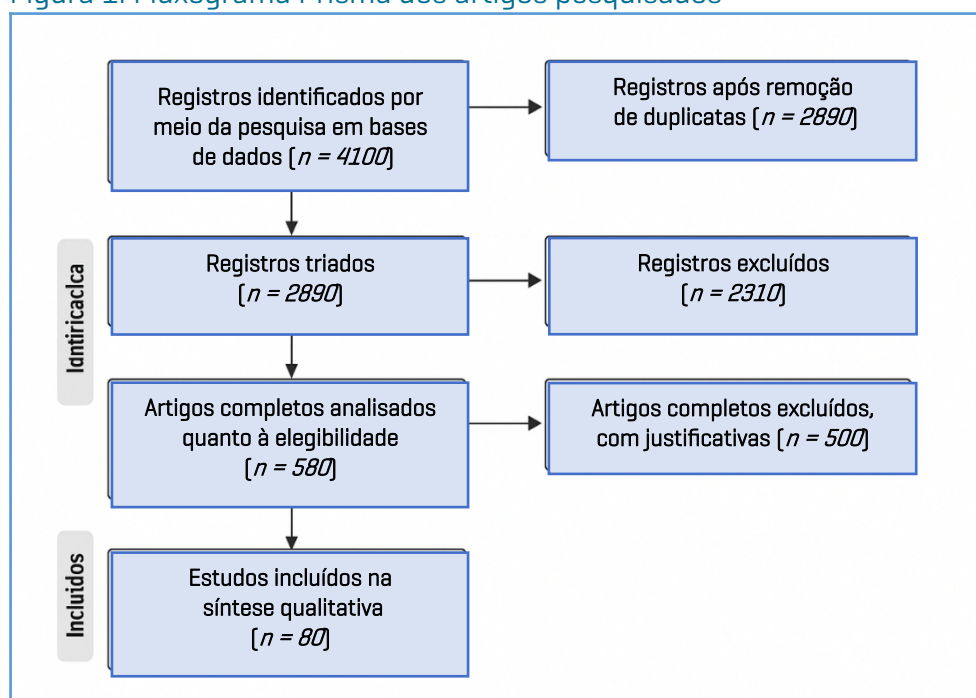 Registros identificados por
meio da pesquisa em bases
de dados (n = 4100)
Registros após remoção
de duplicatas (n = 2890)
Idntiricaclca
Registros triados
(n = 2890)
Registros excluídos
(n = 2310)
Artigos completos analisados
quanto à elegibilidade
(n = 580)
Artigos completos excluídos,
com justificativas (n = 500)
Incluidos
Estudos incluídos na
síntese qualitativa
(n = 80)